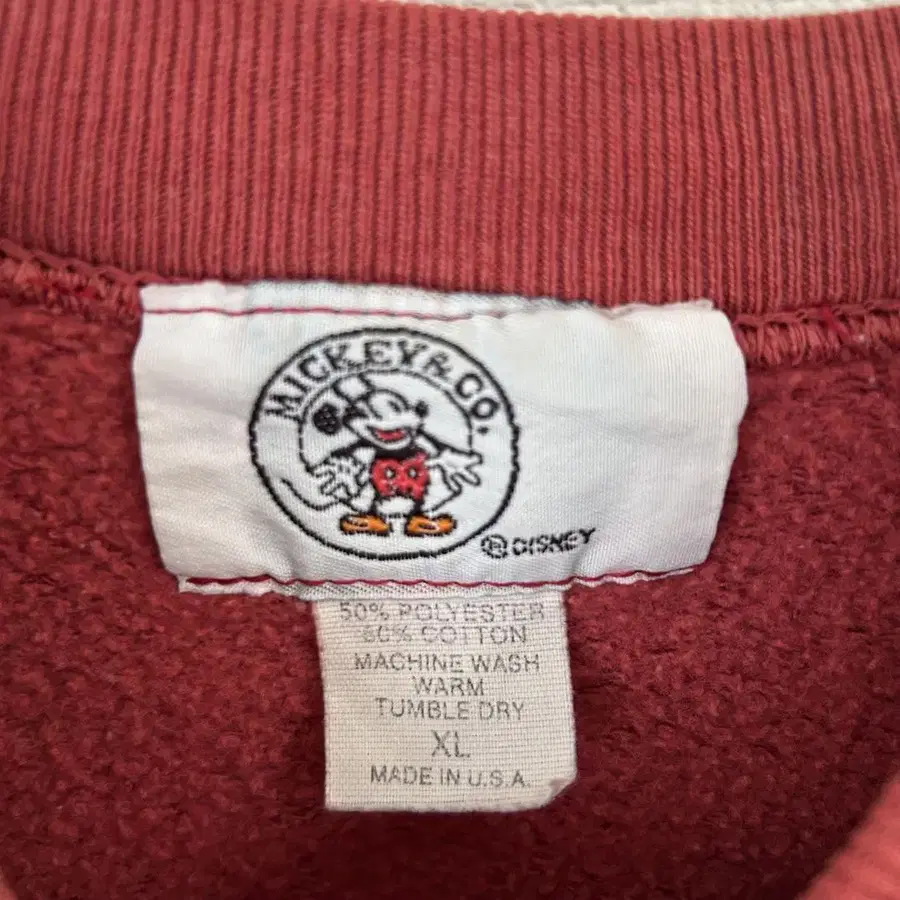 MICKEY & CO.
© DISNEY
50% POLYESTER
50% COTTON
MACHINE WASH
WARM
TUMBLE DRY
XL
MADE IN U.S.A.